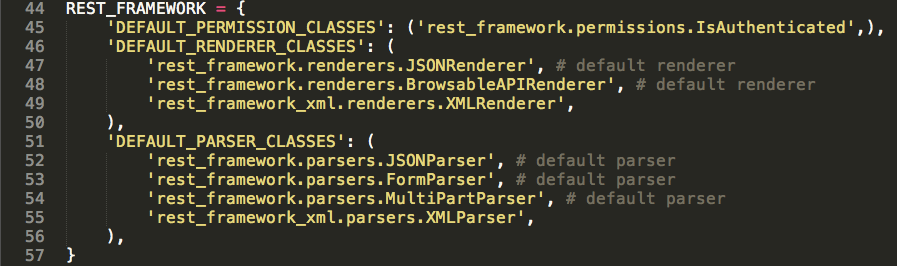 44 REST_FRAMEWORK = {
45     'DEFAULT_PERMISSION_CLASSES': ('rest_framework.permissions.IsAuthenticated',),
46     'DEFAULT_RENDERER_CLASSES': (
47         'rest_framework.renderers.JSONRenderer', # default renderer
48         'rest_framework.renderers.BrowsableAPIRenderer', # default renderer
49         'rest_framework_xml.renderers.XMLRenderer',
50     ),
51     'DEFAULT_PARSER_CLASSES': (
52         'rest_framework.parsers.JSONParser', # default parser
53         'rest_framework.parsers.FormParser', # default parser
54         'rest_framework.parsers.MultiPartParser', # default parser
55         'rest_framework_xml.parsers.XMLParser',
56     ),
57 }